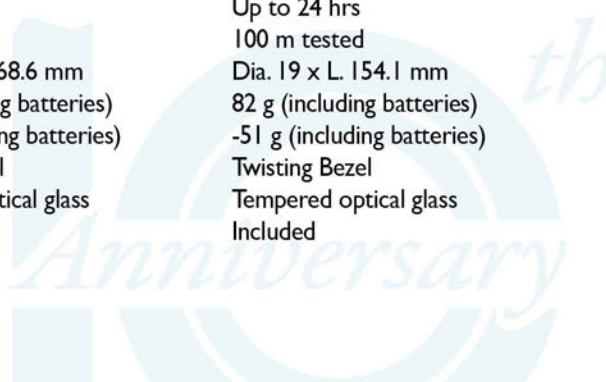 Up to 24 hrs
100 m tested
68.6 mm Dia. 19 x L. 154.1 mm
g batteries) 82 g (including batteries)
ng batteries) -51 g (including batteries)
l Twisting Bezel
tical glass Tempered optical glass
Included
th
Anniversary